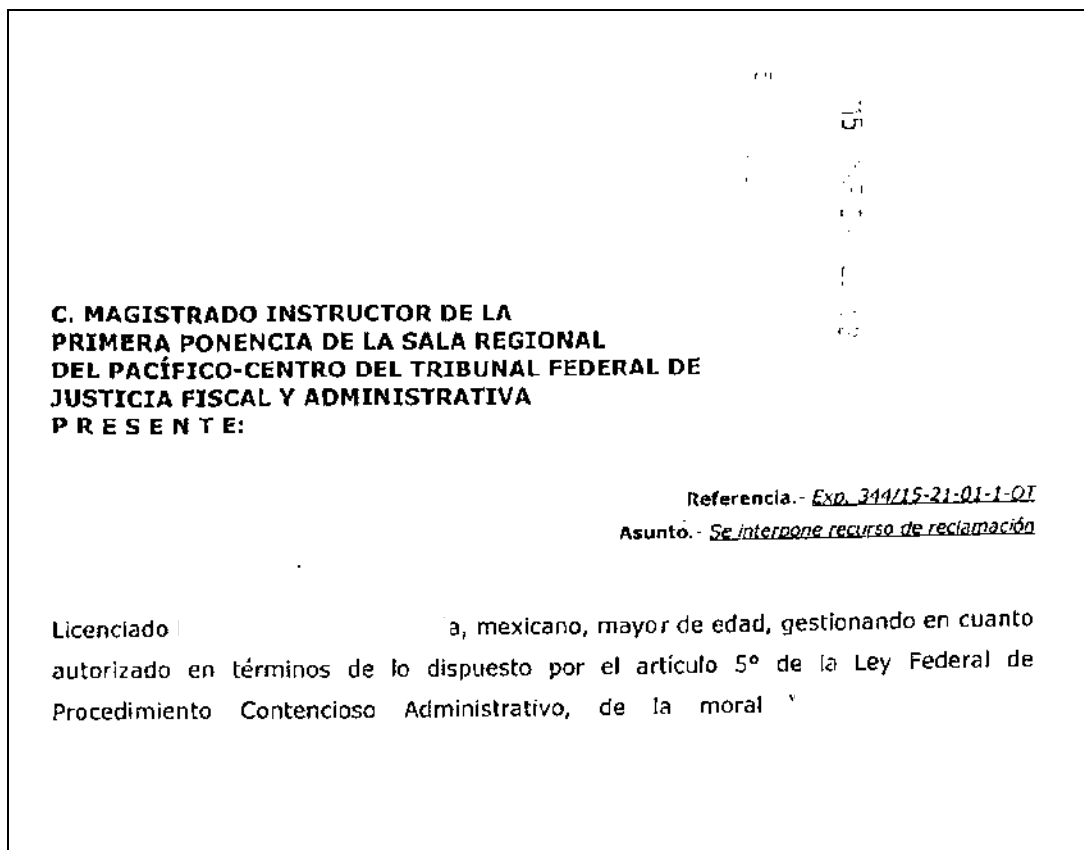 C. MAGISTRADO INSTRUCTOR DE LA
PRIMERA PONENCIA DE LA SALA REGIONAL
DEL PACÍFICO-CENTRO DEL TRIBUNAL FEDERAL DE
JUSTICIA FISCAL Y ADMINISTRATIVA
P R E S E N T E:
Referencia.- Exp. 344/15-21-01-1-OT
Asunto.- Se interpone recurso de reclamación
Licenciado a, mexicano, mayor de edad, gestionando en cuanto
autorizado en términos de lo dispuesto por el artículo 5º de la Ley Federal de
Procedimiento Contencioso Administrativo, de la moral